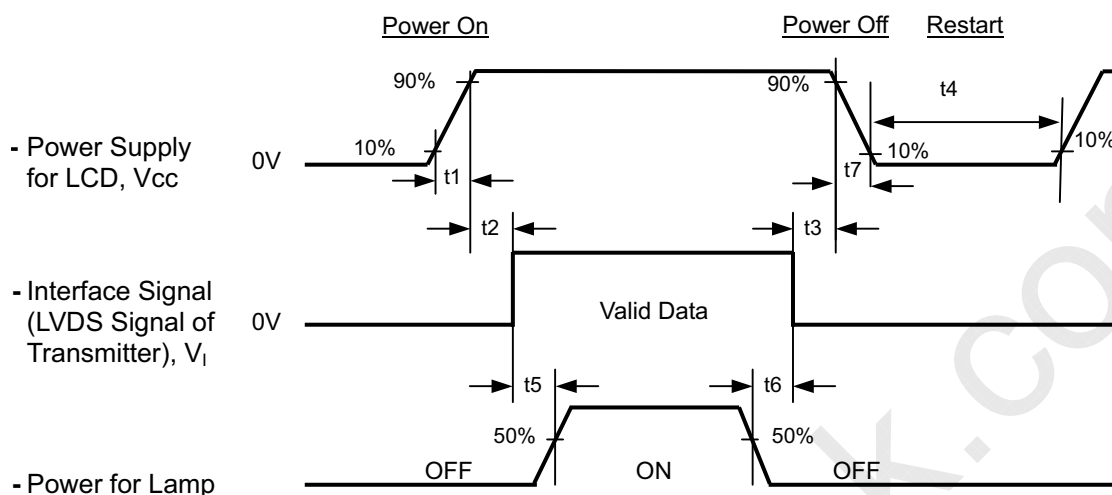 Power On
Power Off
Restart
90%
90%
t4
- Power Supply
for LCD, Vcc
0V
10%
t1
t7
10%
10%
t2
t3
- Interface Signal
(LVDS Signal of
Transmitter), VI
0V
Valid Data
t5
t6
50%
50%
- Power for Lamp
OFF
ON
OFF
k.co